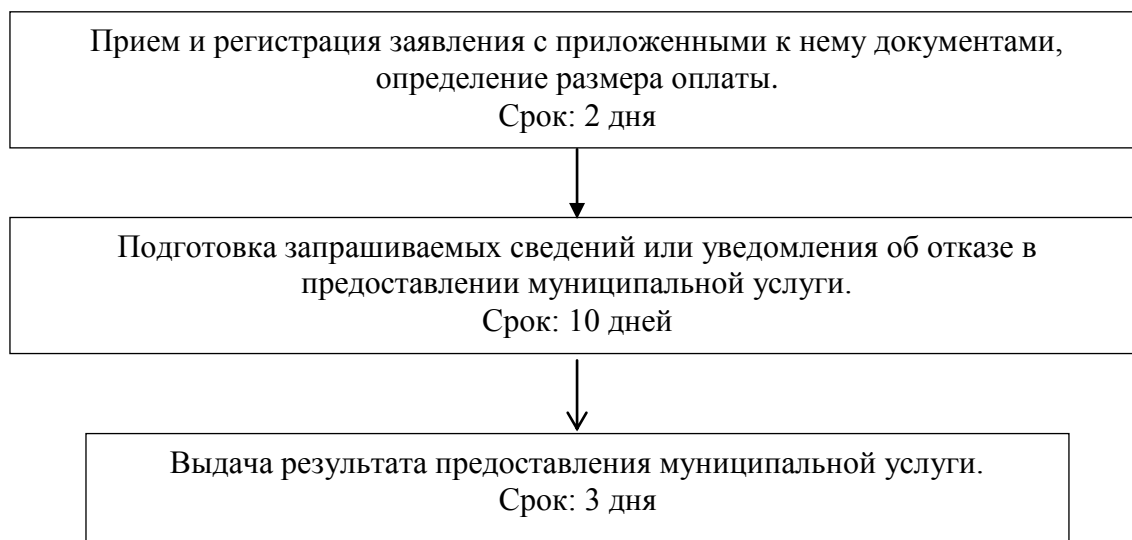 Прием и регистрация заявления с приложенными к нему документами,
определение размера оплаты.
Срок: 2 дня
Подготовка запрашиваемых сведений или уведомления об отказе в
предоставлении муниципальной услуги.
Срок: 10 дней
Выдача результата предоставления муниципальной услуги.
Срок: 3 дня